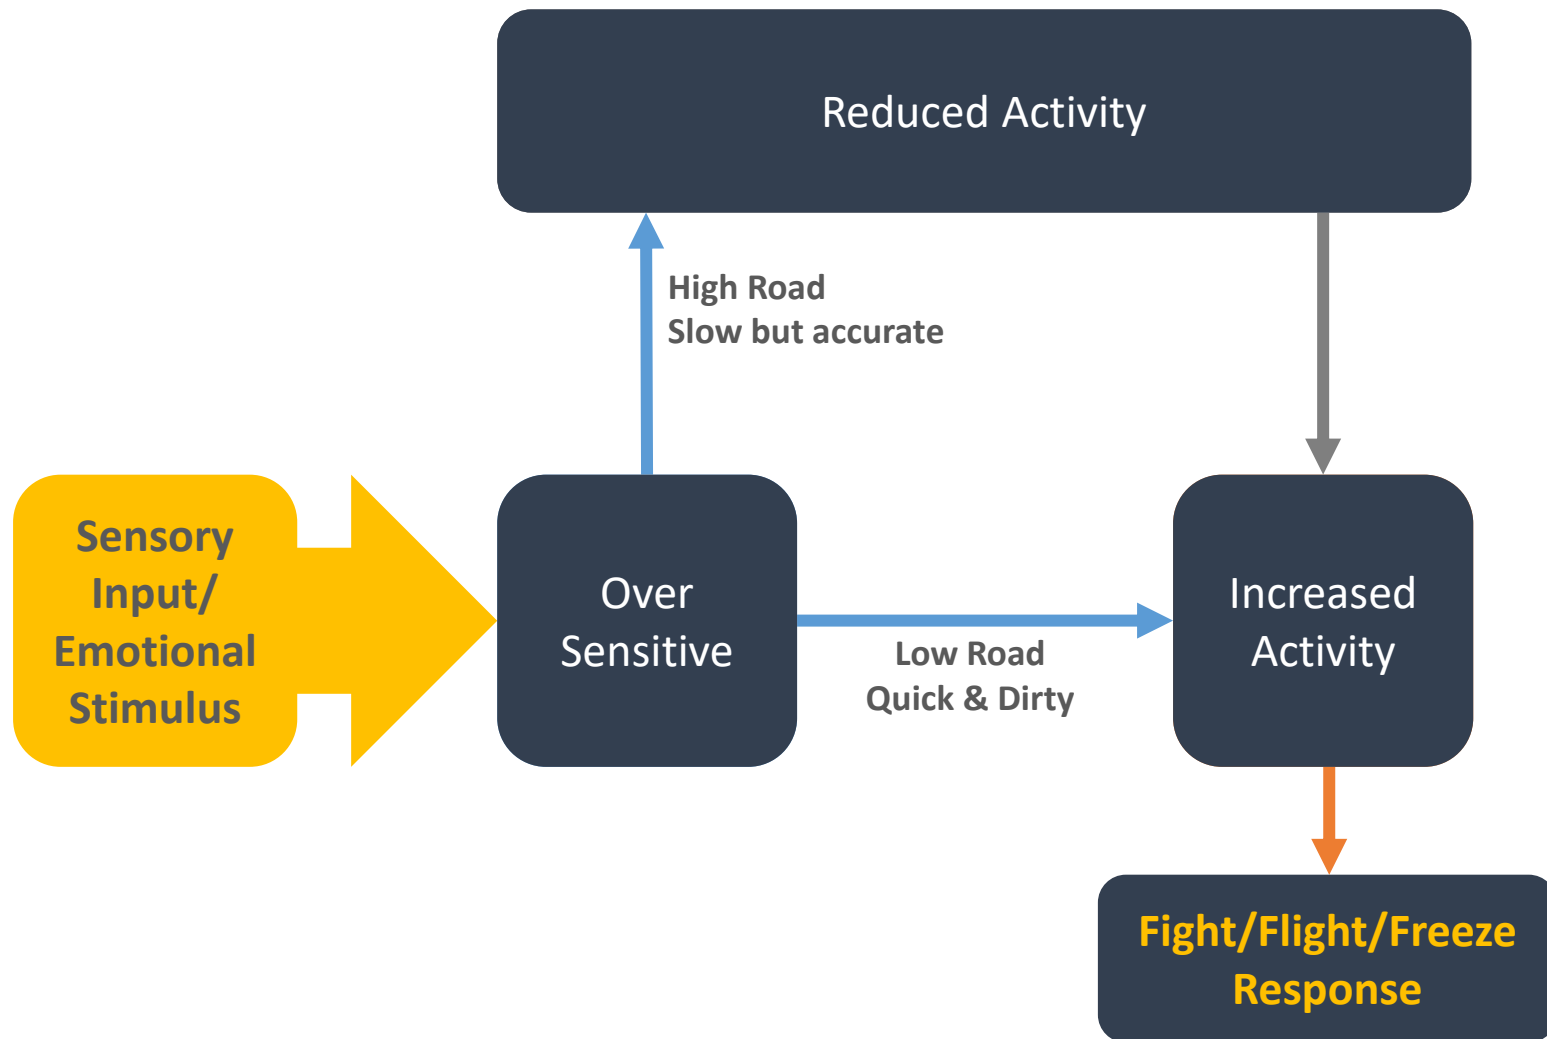 Reduced Activity
High Road
Slow but accurate
Sensory
Input/
Emotional
Stimulus
Over
Sensitive
Low Road
Quick & Dirty
Increased
Activity
Fight/Flight/Freeze
Response